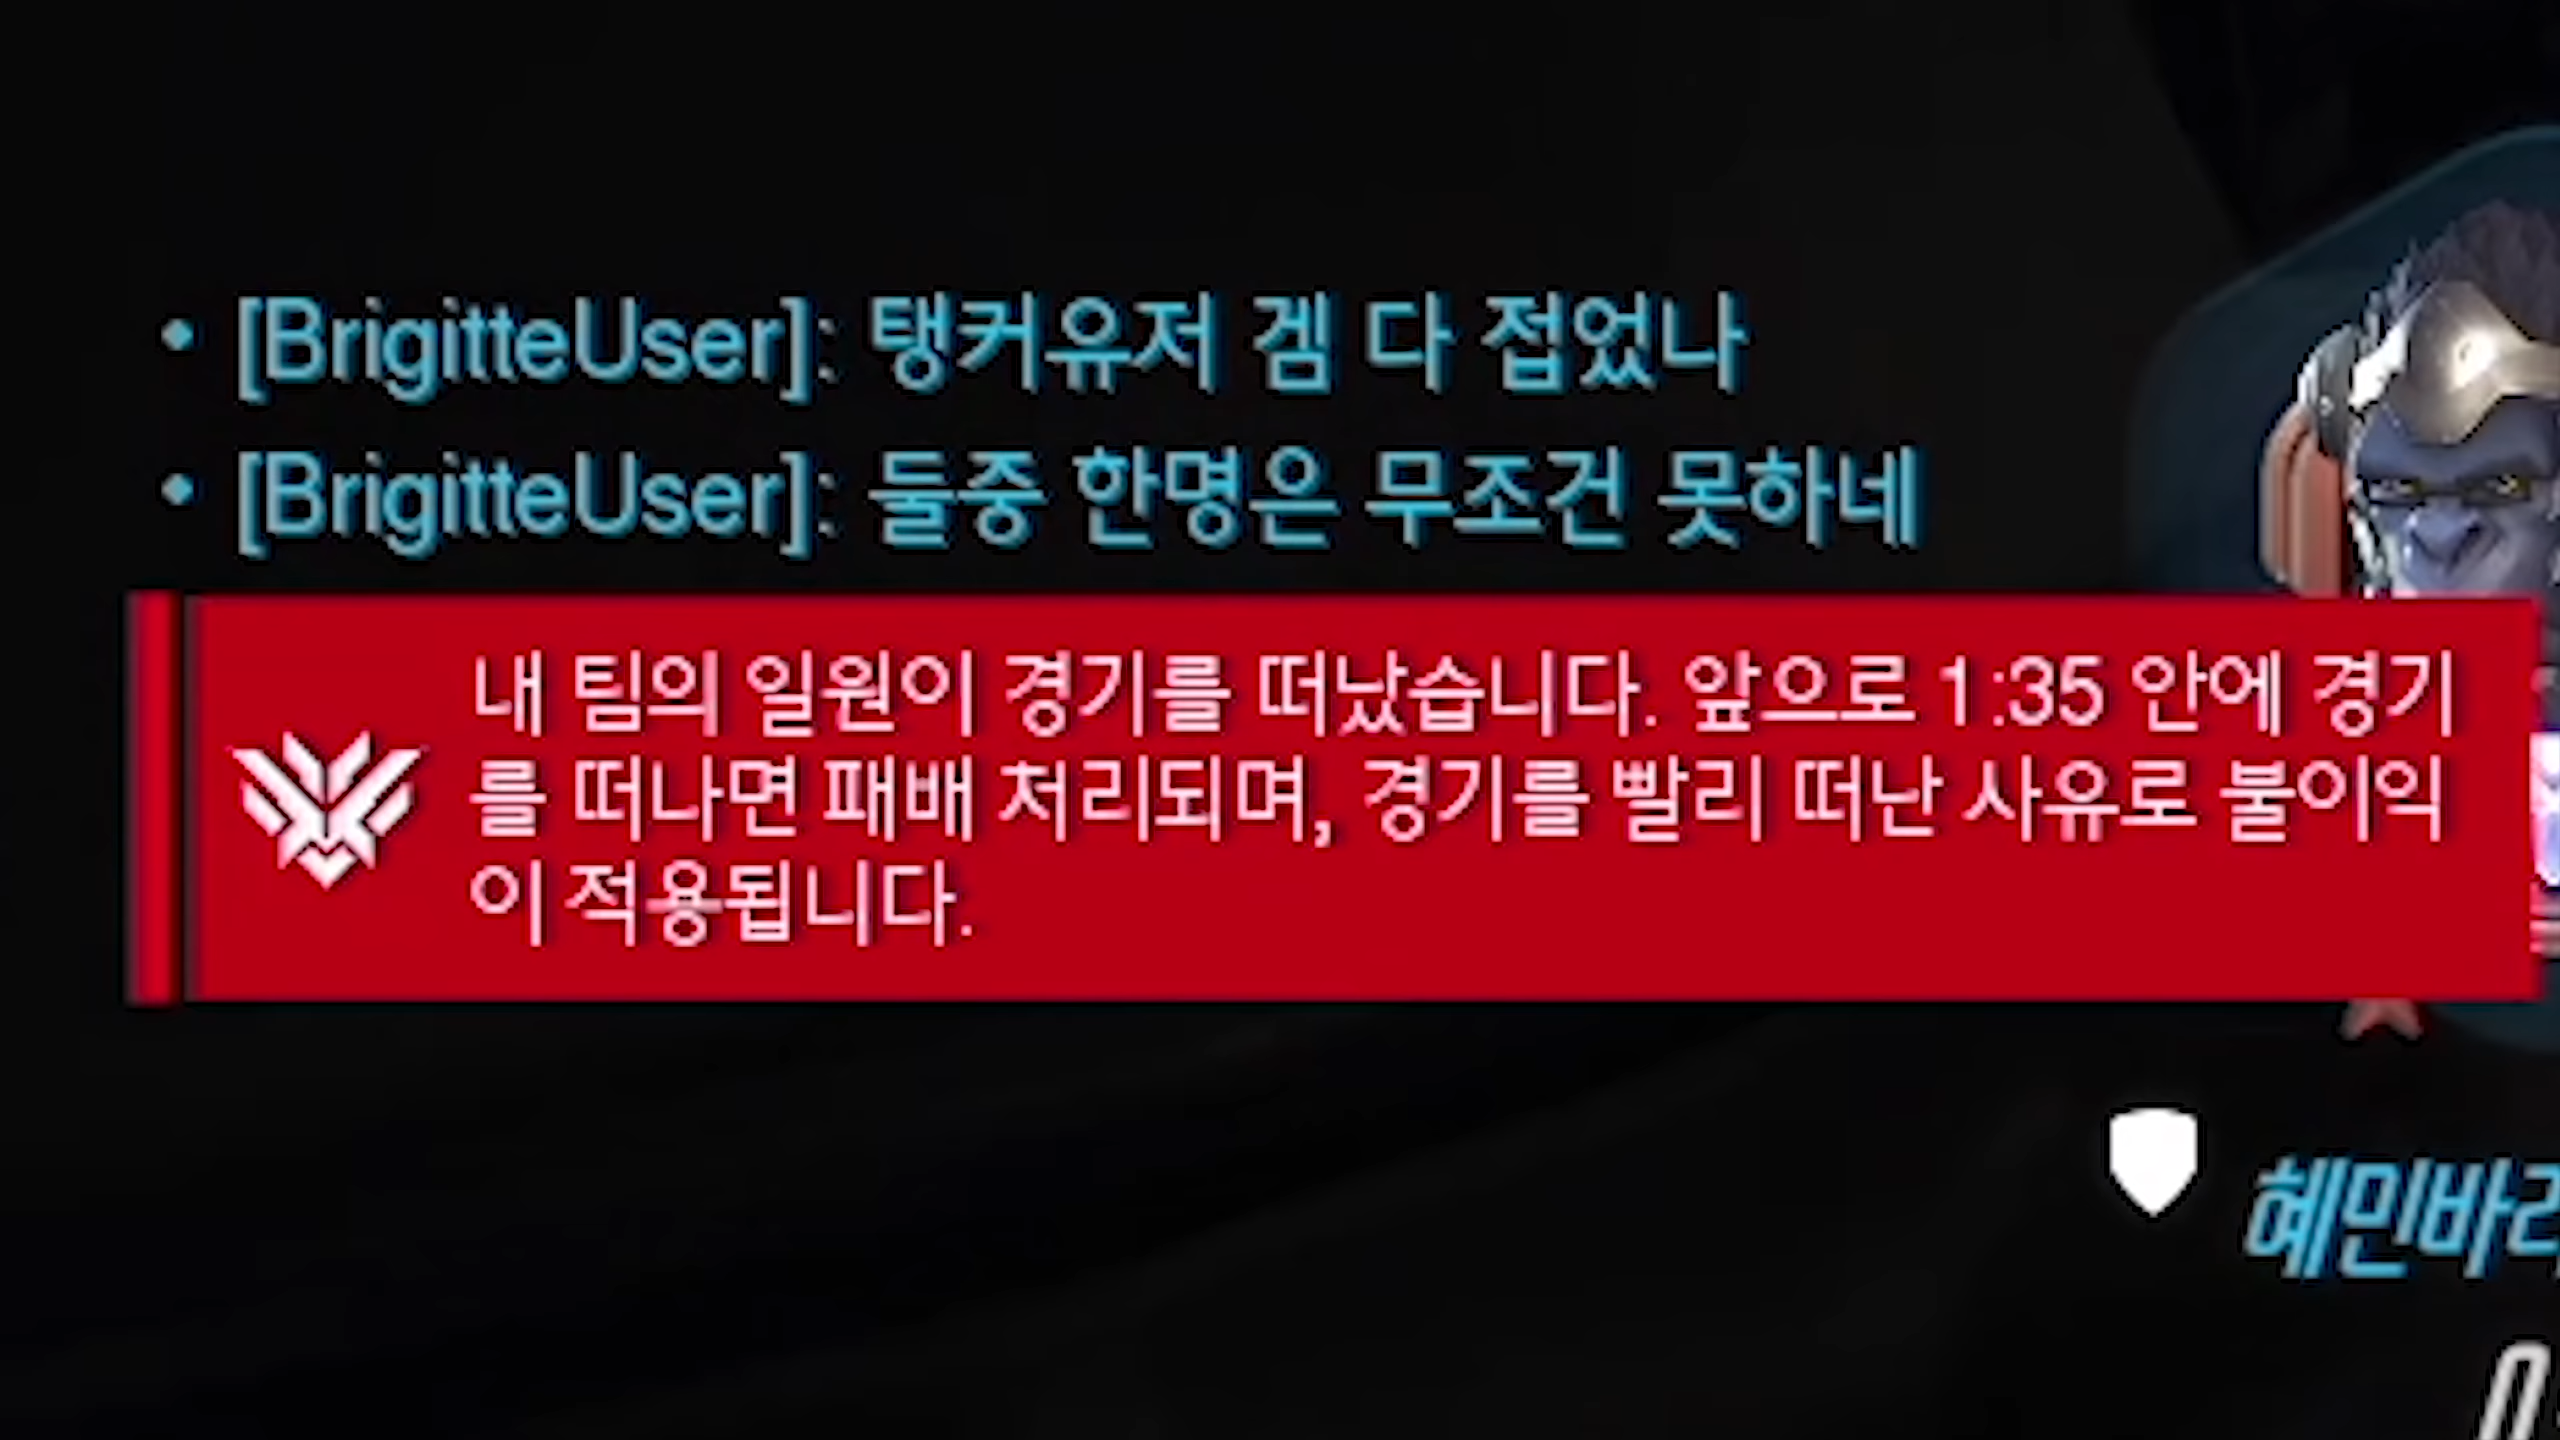 • [BrigitteUser]: 탱커유저 겜 다 접었나
• [BrigitteUser]: 둘중 한명은 무조건 못하네
내 팀의 일원이 경기를 떠났습니다. 앞으로 1:35 안에 경기
를 떠나면 패배 처리되며, 경기를 빨리 떠난 사유로 불이익
이 적용됩니다.